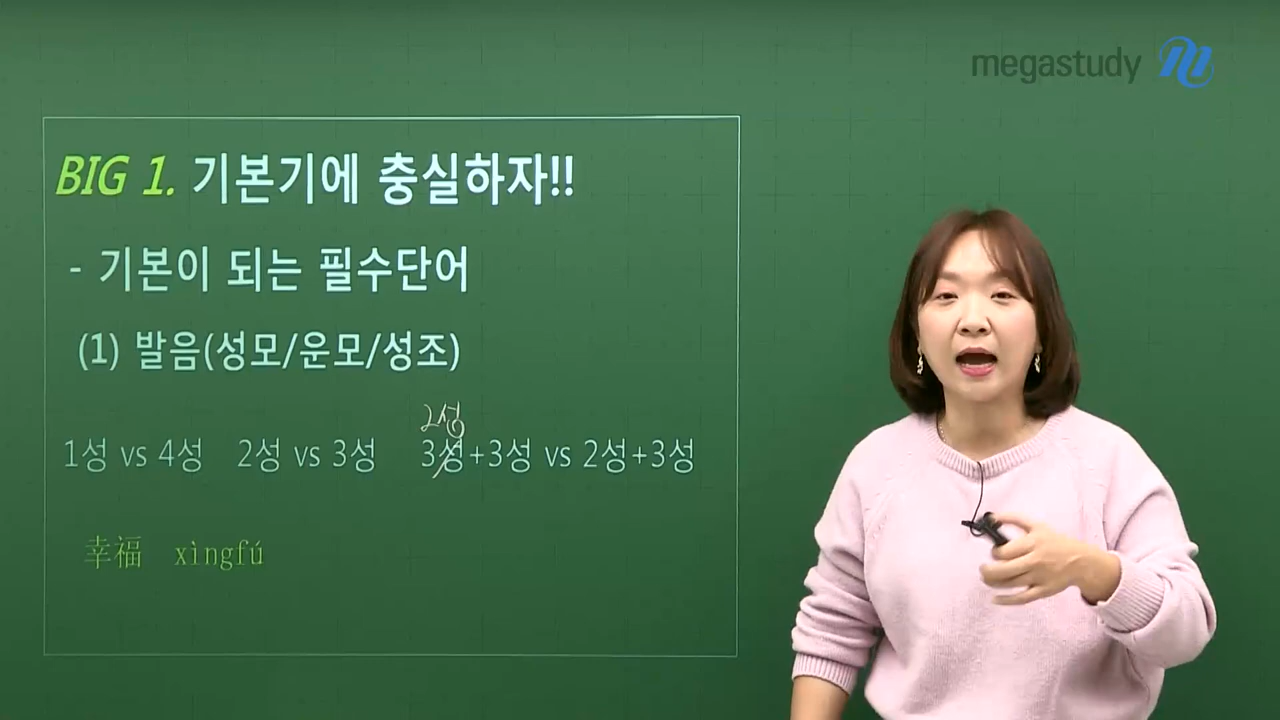 megastudy
BIG 1. 기본기에 충실하자!!
- 기본이 되는 필수단어
(1) 발음(성모/운모/성조)
2성
1성 vs 4성 2성 vs 3성 3성+3성 vs 2성+3성
幸福 xìngfú